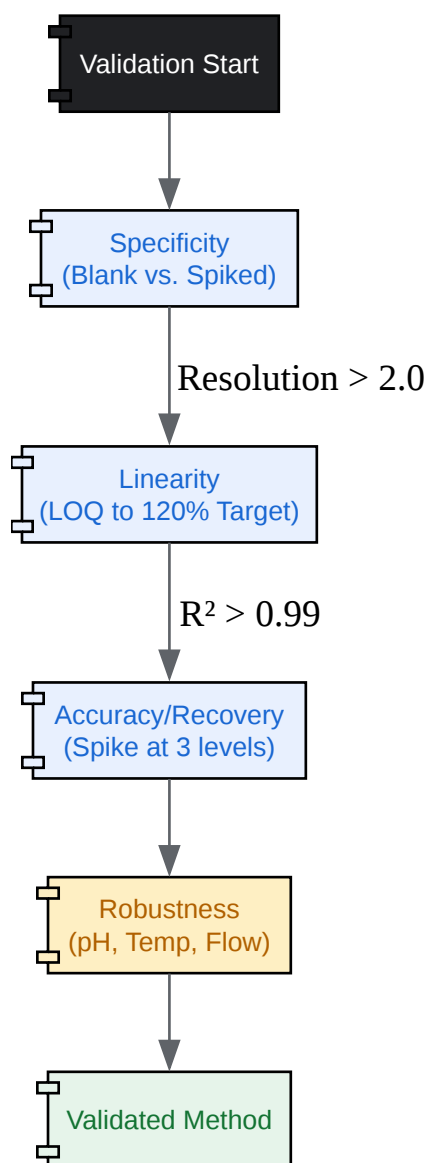 Validation Start
Specificity
(Blank vs. Spiked)
Resolution > 2.0
Linearity
(LOQ to 120% Target)
R² > 0.99
Accuracy/Recovery
(Spike at 3 levels)
Robustness
(pH, Temp, Flow)
Validated Method